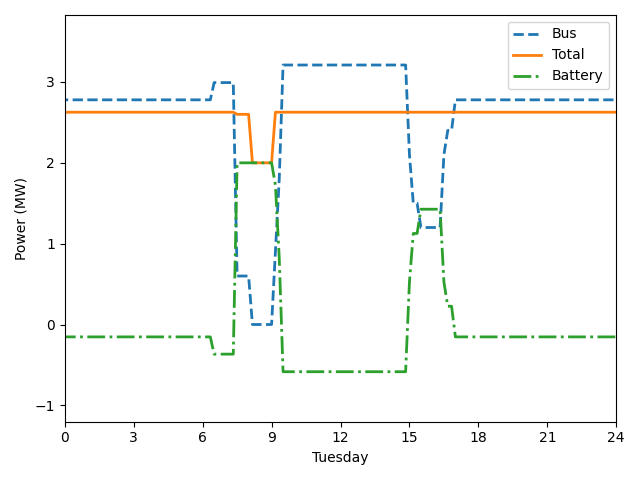 Bus
Total
Battery
Power (MW)
3
2
1
0
−1
0 3 6 9 12 15 18 21 24
Tuesday